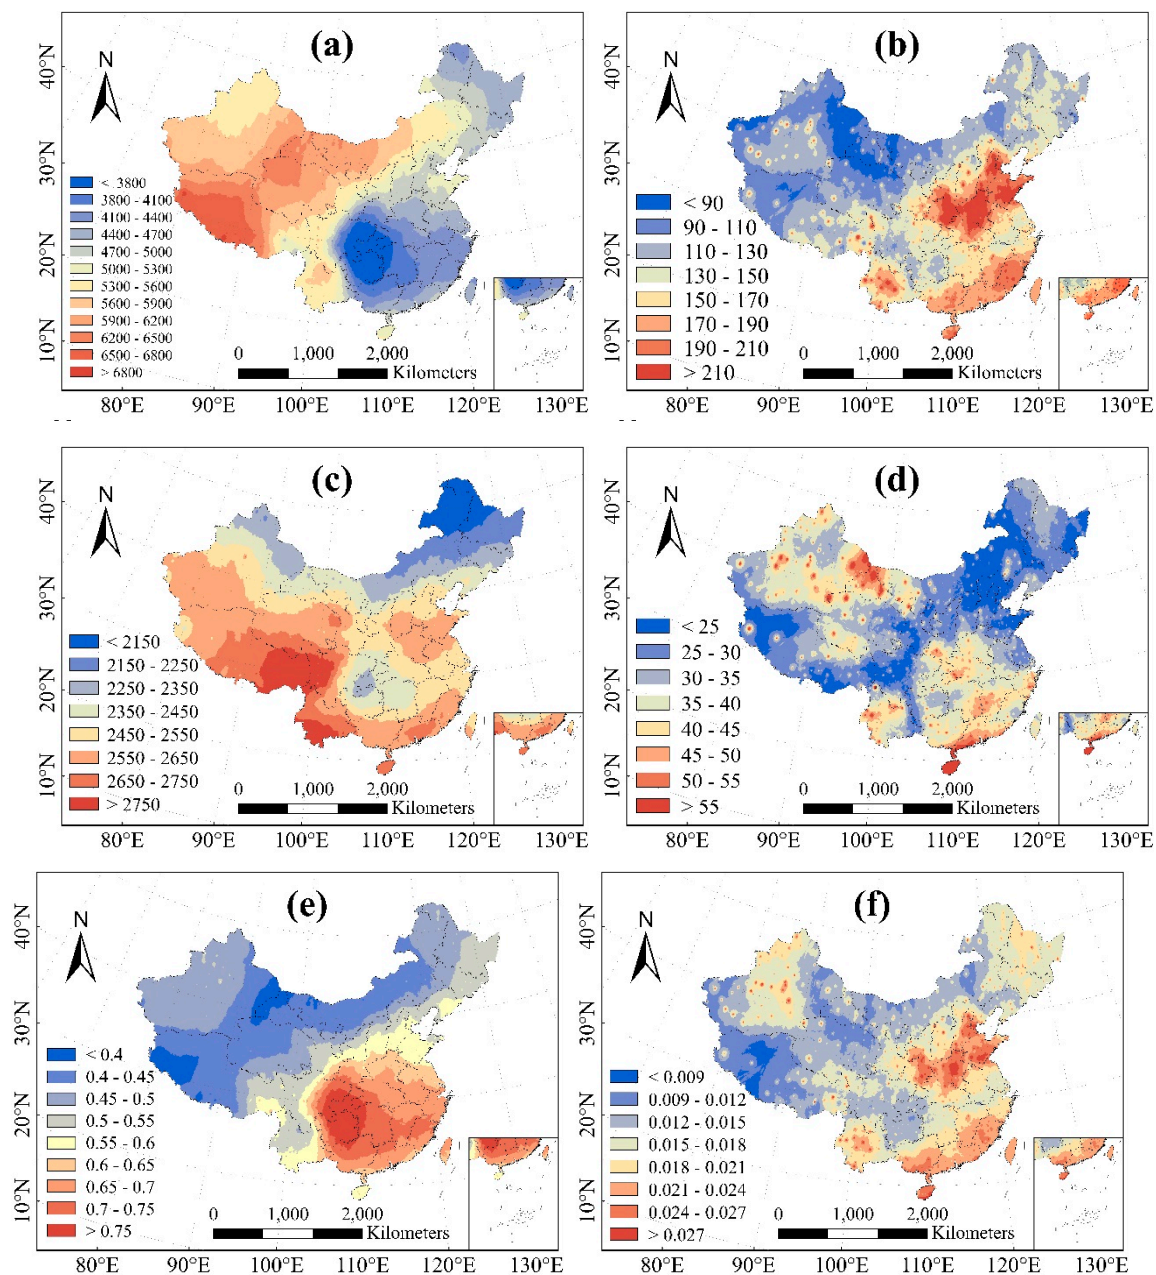 (a)
N
40°N
30°N
20°N
10°N
< 3800
3800 - 4100
4100 - 4400
4400 - 4700
4700 - 5000
5000 - 5300
5300 - 5600
5600 - 5900
5900 - 6200
6200 - 6500
6500 - 6800
> 6800
0 1,000 2,000
Kilometers
80°E 90°E 100°E 110°E 120°E 130°E
(b)
N
40°N
30°N
20°N
10°N
< 90
90 - 110
110 - 130
130 - 150
150 - 170
170 - 190
190 - 210
> 210
0 1,000 2,000
Kilometers
80°E 90°E 100°E 110°E 120°E 130°E
(c)
N
40°N
30°N
20°N
10°N
< 2150
2150 - 2250
2250 - 2350
2350 - 2450
2450 - 2550
2550 - 2650
2650 - 2750
> 2750
0 1,000 2,000
Kilometers
80°E 90°E 100°E 110°E 120°E 130°E
(d)
N
40°N
30°N
20°N
10°N
< 25
25 - 30
30 - 35
35 - 40
40 - 45
45 - 50
50 - 55
> 55
0 1,000 2,000
Kilometers
80°E 90°E 100°E 110°E 120°E 130°E
(e)
N
40°N
30°N
20°N
10°N
< 0.4
0.4 - 0.45
0.45 - 0.5
0.5 - 0.55
0.55 - 0.6
0.6 - 0.65
0.65 - 0.7
0.7 - 0.75
> 0.75
0 1,000 2,000
Kilometers
80°E 90°E 100°E 110°E 120°E 130°E
(f)
N
40°N
30°N
20°N
10°N
< 0.009
0.009 - 0.012
0.012 - 0.015
0.015 - 0.018
0.018 - 0.021
0.021 - 0.024
0.024 - 0.027
> 0.027
0 1,000 2,000
Kilometers
80°E 90°E 100°E 110°E 120°E 130°E